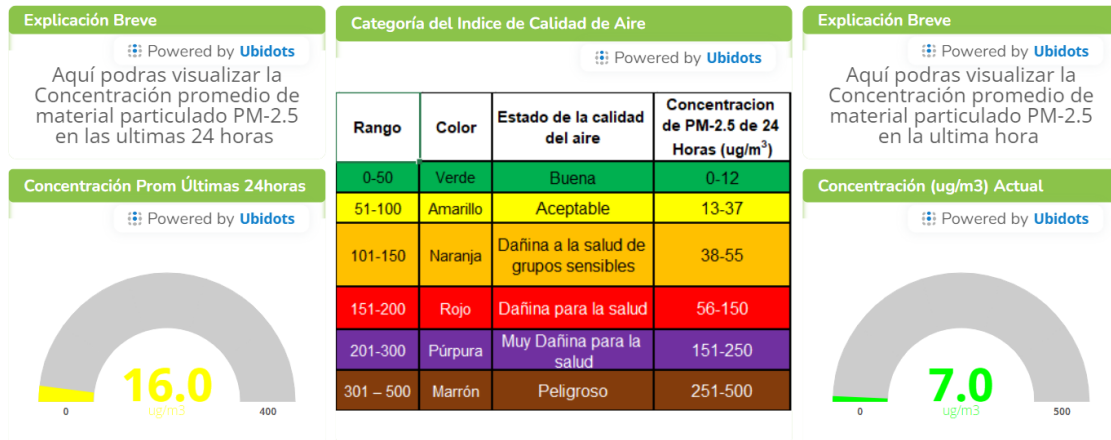 Explicación Breve
Powered by Ubidots
Aquí podras visualizar la
Concentración promedio de
material particulado PM-2.5
en las ultimas 24 horas
Concentración Prom Últimas 24horas
Powered by Ubidots
16.0
ug/m3
0 400
Categoría del Indice de Calidad de Aire
Powered by Ubidots
Rango Color Estado de la calidad del aire Concentracion de PM-2.5 de 24 Horas (ug/m³)
0-50 Verde Buena 0-12
51-100 Amarillo Aceptable 13-37
101-150 Naranja Dañina a la salud de grupos sensibles 38-55
151-200 Rojo Dañina para la salud 56-150
201-300 Púrpura Muy Dañina para la salud 151-250
301 – 500 Marrón Peligroso 251-500
Explicación Breve
Powered by Ubidots
Aquí podras visualizar la
Concentración promedio de
material particulado PM-2.5
en la ultima hora
Concentración (ug/m3) Actual
Powered by Ubidots
7.0
ug/m3
0 500